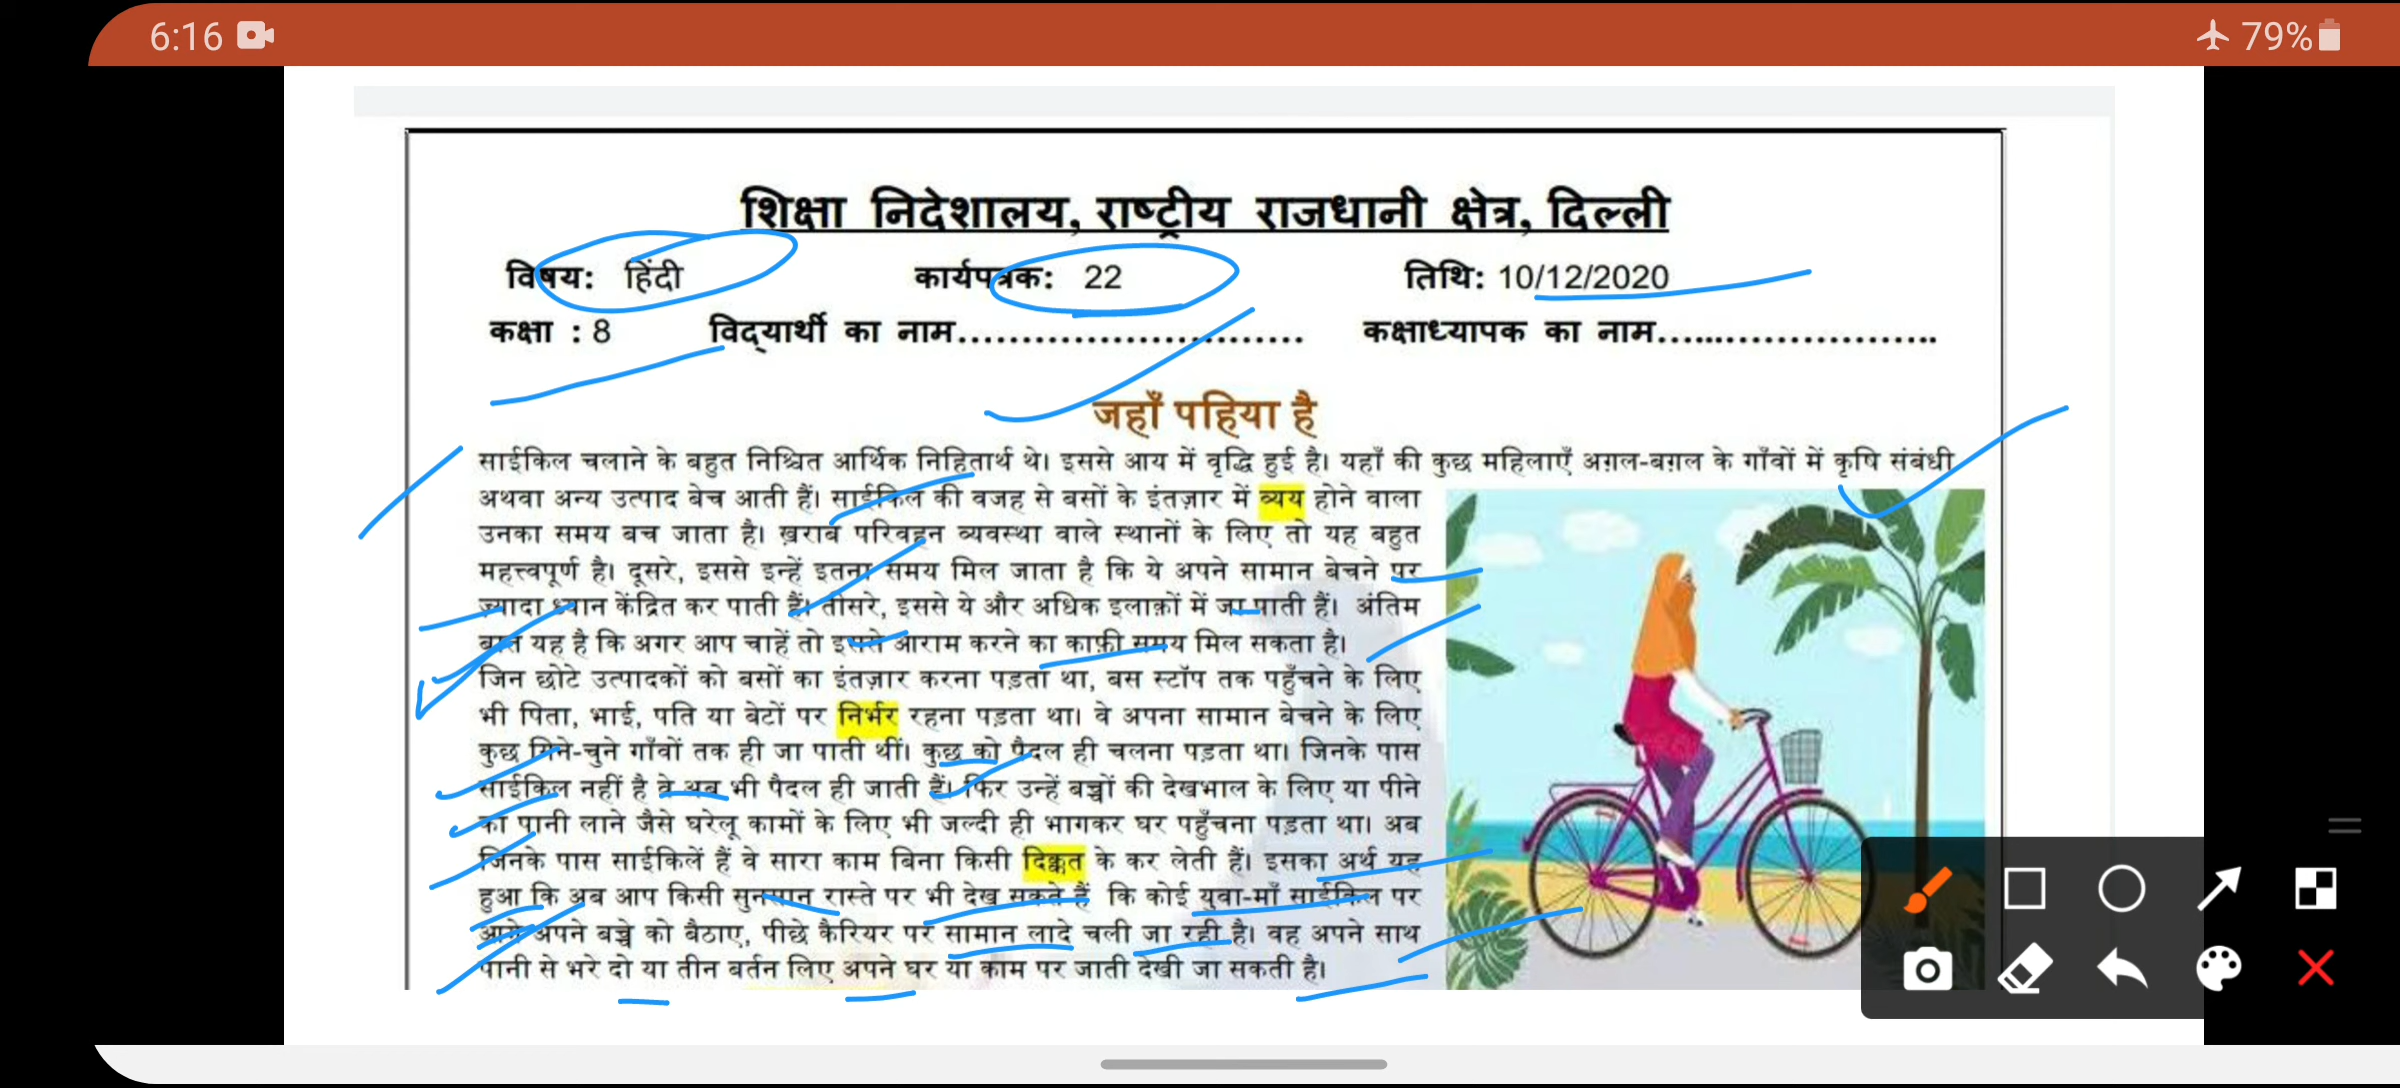 6:16
79%
शिक्षा निदेशालय, राष्ट्रीय राजधानी क्षेत्र, दिल्ली
विषय: हिंदी कार्यपत्रक: 22 तिथि: 10/12/2020
कक्षा : 8 विद्यार्थी का नाम........................... कक्षाध्यापक का नाम......................
जहाँ पहिया है
साईकिल चलाने के बहुत निश्चित आर्थिक निहितार्थ थे। इससे आय में वृद्धि हुई है। यहाँ की कुछ महिलाएँ अग़ल-बग़ल के गाँवों में कृषि संबंधी
अथवा अन्य उत्पाद बेच आती हैं। साईकिल की वजह से बसों के इंतज़ार में व्यय होने वाला
उनका समय बच जाता है। ख़राब परिवहन व्यवस्था वाले स्थानों के लिए तो यह बहुत
महत्त्वपूर्ण है। दूसरे, इससे इन्हें इतना समय मिल जाता है कि ये अपने सामान बेचने पर
ज़्यादा ध्यान केंद्रित कर पाती हैं। तीसरे, इससे ये और अधिक इलाक़ों में जा पाती हैं। अंतिम
बात यह है कि अगर आप चाहें तो इससे आराम करने का काफ़ी समय मिल सकता है।
जिन छोटे उत्पादकों को बसों का इंतज़ार करना पड़ता था, बस स्टॉप तक पहुँचने के लिए
भी पिता, भाई, पति या बेटों पर निर्भर रहना पड़ता था। वे अपना सामान बेचने के लिए
कुछ गिने-चुने गाँवों तक ही जा पाती थीं। कुछ को पैदल ही चलना पड़ता था। जिनके पास
साईकिल नहीं है वे अब भी पैदल ही जाती हैं। फिर उन्हें बच्चों की देखभाल के लिए या पीने
का पानी लाने जैसे घरेलू कामों के लिए भी जल्दी ही भागकर घर पहुँचना पड़ता था। अब
जिनके पास साईकिलें हैं वे सारा काम बिना किसी दिक्कत के कर लेती हैं। इसका अर्थ यह
हुआ कि अब आप किसी सुनसान रास्ते पर भी देख सकते हैं कि कोई युवा-माँ साईकिल पर
आगे अपने बच्चे को बैठाए, पीछे कैरियर पर सामान लादे चली जा रही है। वह अपने साथ
पानी से भरे दो या तीन बर्तन लिए अपने घर या काम पर जाती देखी जा सकती है।